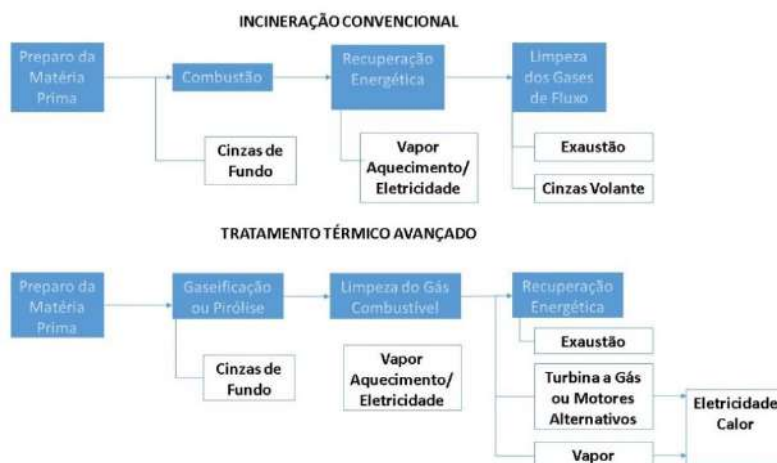 INCINERAÇÃO CONVENCIONAL
Preparo da
Matéria
Prima
Combustão
Recuperação
Energética
Limpeza
dos Gases
de Fluxo
Cinzas de
Fundo
Vapor
Aquecimento/
Eletricidade
Exaustão
Cinzas Volante
TRATAMENTO TÉRMICO AVANÇADO
Preparo da
Matéria
Prima
Gaseificação
ou Pirólise
Limpeza do Gás
Combustível
Recuperação
Energética
Cinzas de
Fundo
Vapor
Aquecimento/
Eletricidade
Exaustão
Turbina a Gás
ou Motores
Alternativos
Vapor
Eletricidade
Calor